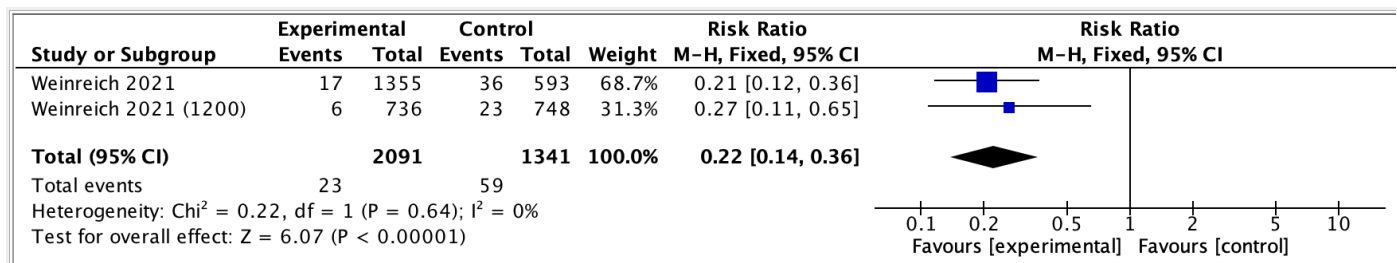 Experimental Control Risk Ratio Risk Ratio
Study or Subgroup Events Total Events Total Weight M-H, Fixed, 95% CI M-H, Fixed, 95% CI
Weinreich 2021 17 1355 36 593 68.7% 0.21 [0.12, 0.36]
Weinreich 2021 (1200) 6 736 23 748 31.3% 0.27 [0.11, 0.65]
Total (95% CI) 2091 1341 100.0% 0.22 [0.14, 0.36]
Total events 23 59
Heterogeneity: Chi² = 0.22, df = 1 (P = 0.64); I² = 0%
Test for overall effect: Z = 6.07 (P < 0.00001)
0.1 0.2 0.5 1 2 5 10
Favours [experimental] Favours [control]